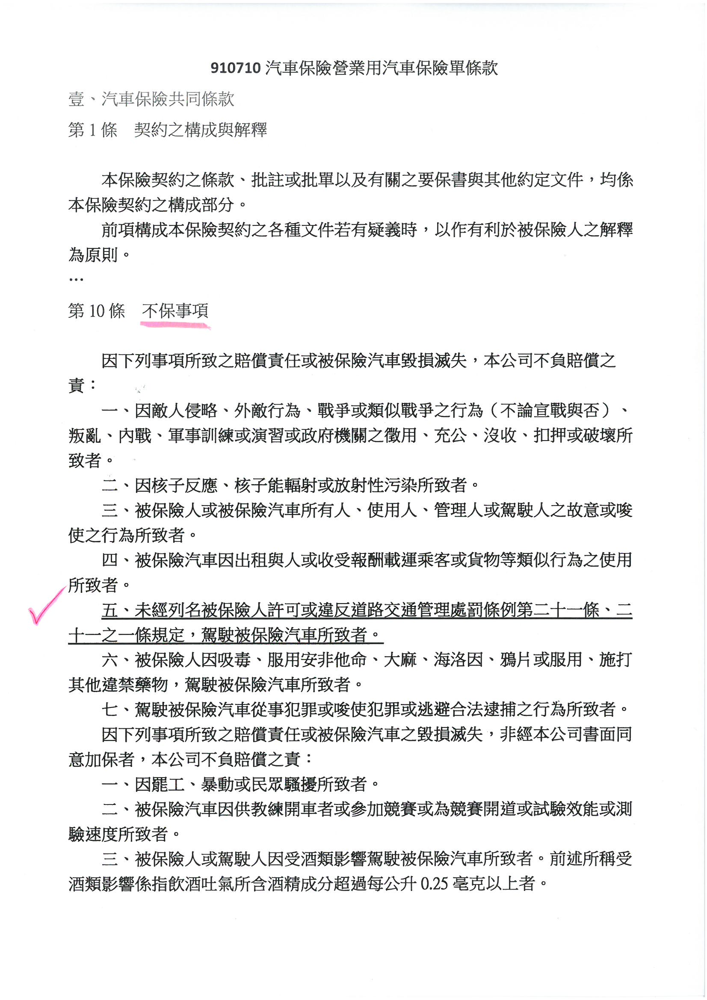 910710 汽車保險營業用汽車保險單條款
壹、汽車保險共同條款
第 1 條　契約之構成與解釋
本保險契約之條款、批註或批單以及有關之要保書與其他約定文件，均係
本保險契約之構成部分。
前項構成本保險契約之各種文件若有疑義時，以作有利於被保險人之解釋
為原則。
…
第 10 條　不保事項
因下列事項所致之賠償責任或被保險汽車毀損滅失，本公司不負賠償之
責：
一、因敵人侵略、外敵行為、戰爭或類似戰爭之行為（不論宣戰與否）、
叛亂、內戰、軍事訓練或演習或政府機關之徵用、充公、沒收、扣押或破壞所
致者。
二、因核子反應、核子能輻射或放射性污染所致者。
三、被保險人或被保險汽車所有人、使用人、管理人或駕駛人之故意或唆
使之行為所致者。
四、被保險汽車因出租與人或收受報酬載運乘客或貨物等類似行為之使用
所致者。
五、未經列名被保險人許可或違反道路交通管理處罰條例第二十一條、二
十一之一條規定，駕駛被保險汽車所致者。
六、被保險人因吸毒、服用安非他命、大麻、海洛因、鴉片或服用、施打
其他違禁藥物，駕駛被保險汽車所致者。
七、駕駛被保險汽車從事犯罪或唆使犯罪或逃避合法逮捕之行為所致者。
因下列事項所致之賠償責任或被保險汽車之毀損滅失，非經本公司書面同
意加保者，本公司不負賠償之責：
一、因罷工、暴動或民眾騷擾所致者。
二、被保險汽車因供教練開車者或參加競賽或為競賽開道或試驗效能或測
驗速度所致者。
三、被保險人或駕駛人因受酒類影響駕駛被保險汽車所致者。前述所稱受
酒類影響係指飲酒吐氣所含酒精成分超過每公升 0.25 毫克以上者。